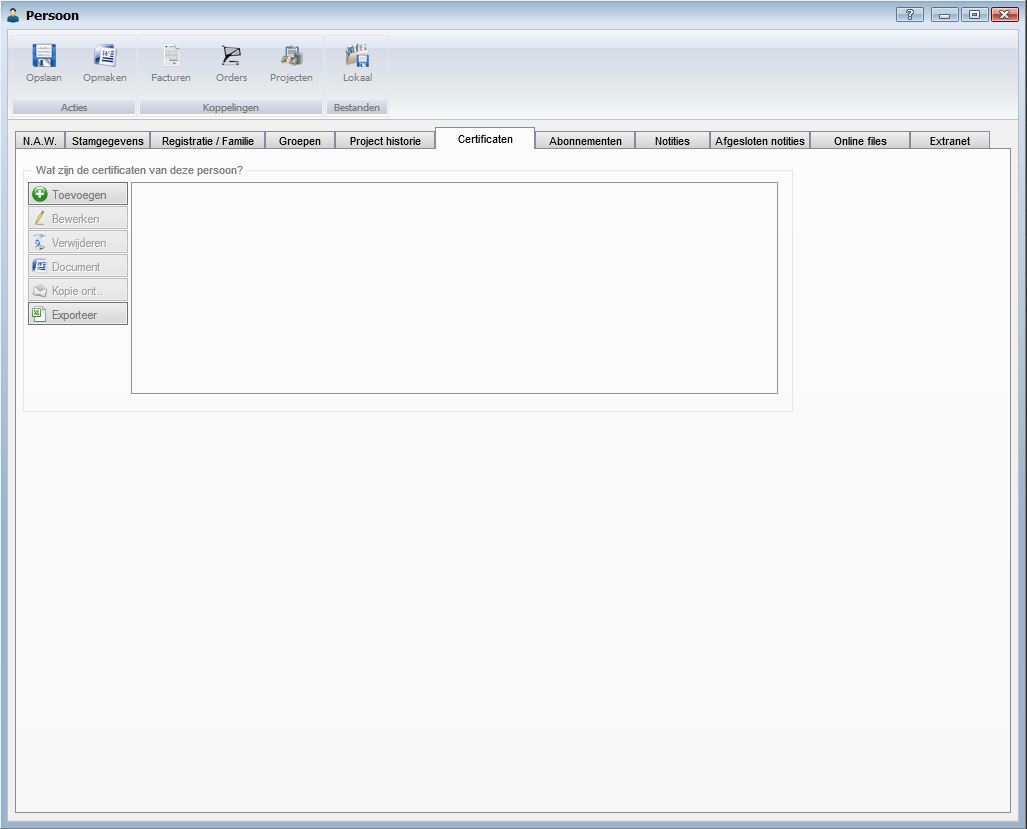 Persoon
Opslaan Opmaken Facturen Orders Projecten Lokaal
Acties Koppelingen Bestanden
N.A.W. Stamgegevens Registratie / Familie Groepen Project historie Certificaten Abonnementen Notities Afgesloten notities Online files Extranet
Wat zijn de certificaten van deze persoon?
Toevoegen
Bewerken
Verwijderen
Document
Kopie ont..
Exporteer